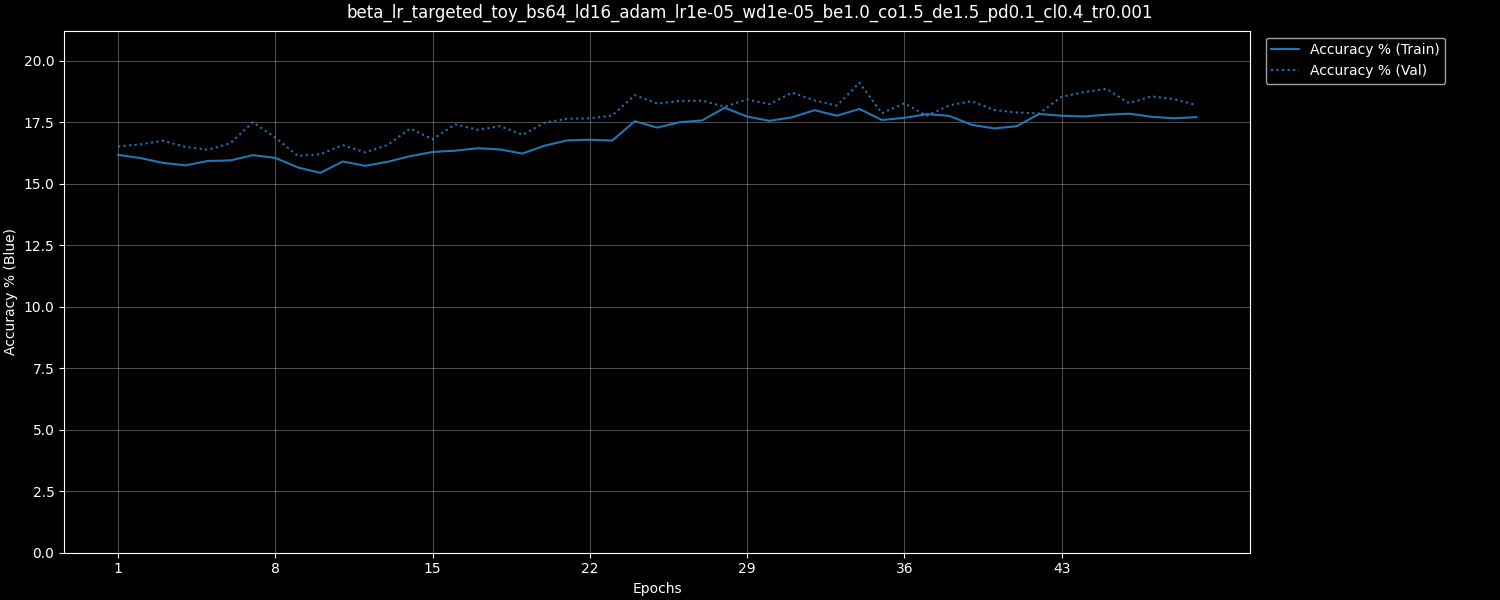 beta_lr_targeted_toy_bs64_ld16_adam_lr1e-05_wd1e-05_be1.0_co1.5_de1.5_pd0.1_cl0.4_tr0.001
Accuracy % (Train)
Accuracy % (Val)
Accuracy % (Blue)
20.0
17.5
15.0
12.5
10.0
7.5
5.0
2.5
0.0
1 8 15 22 29 36 43
Epochs